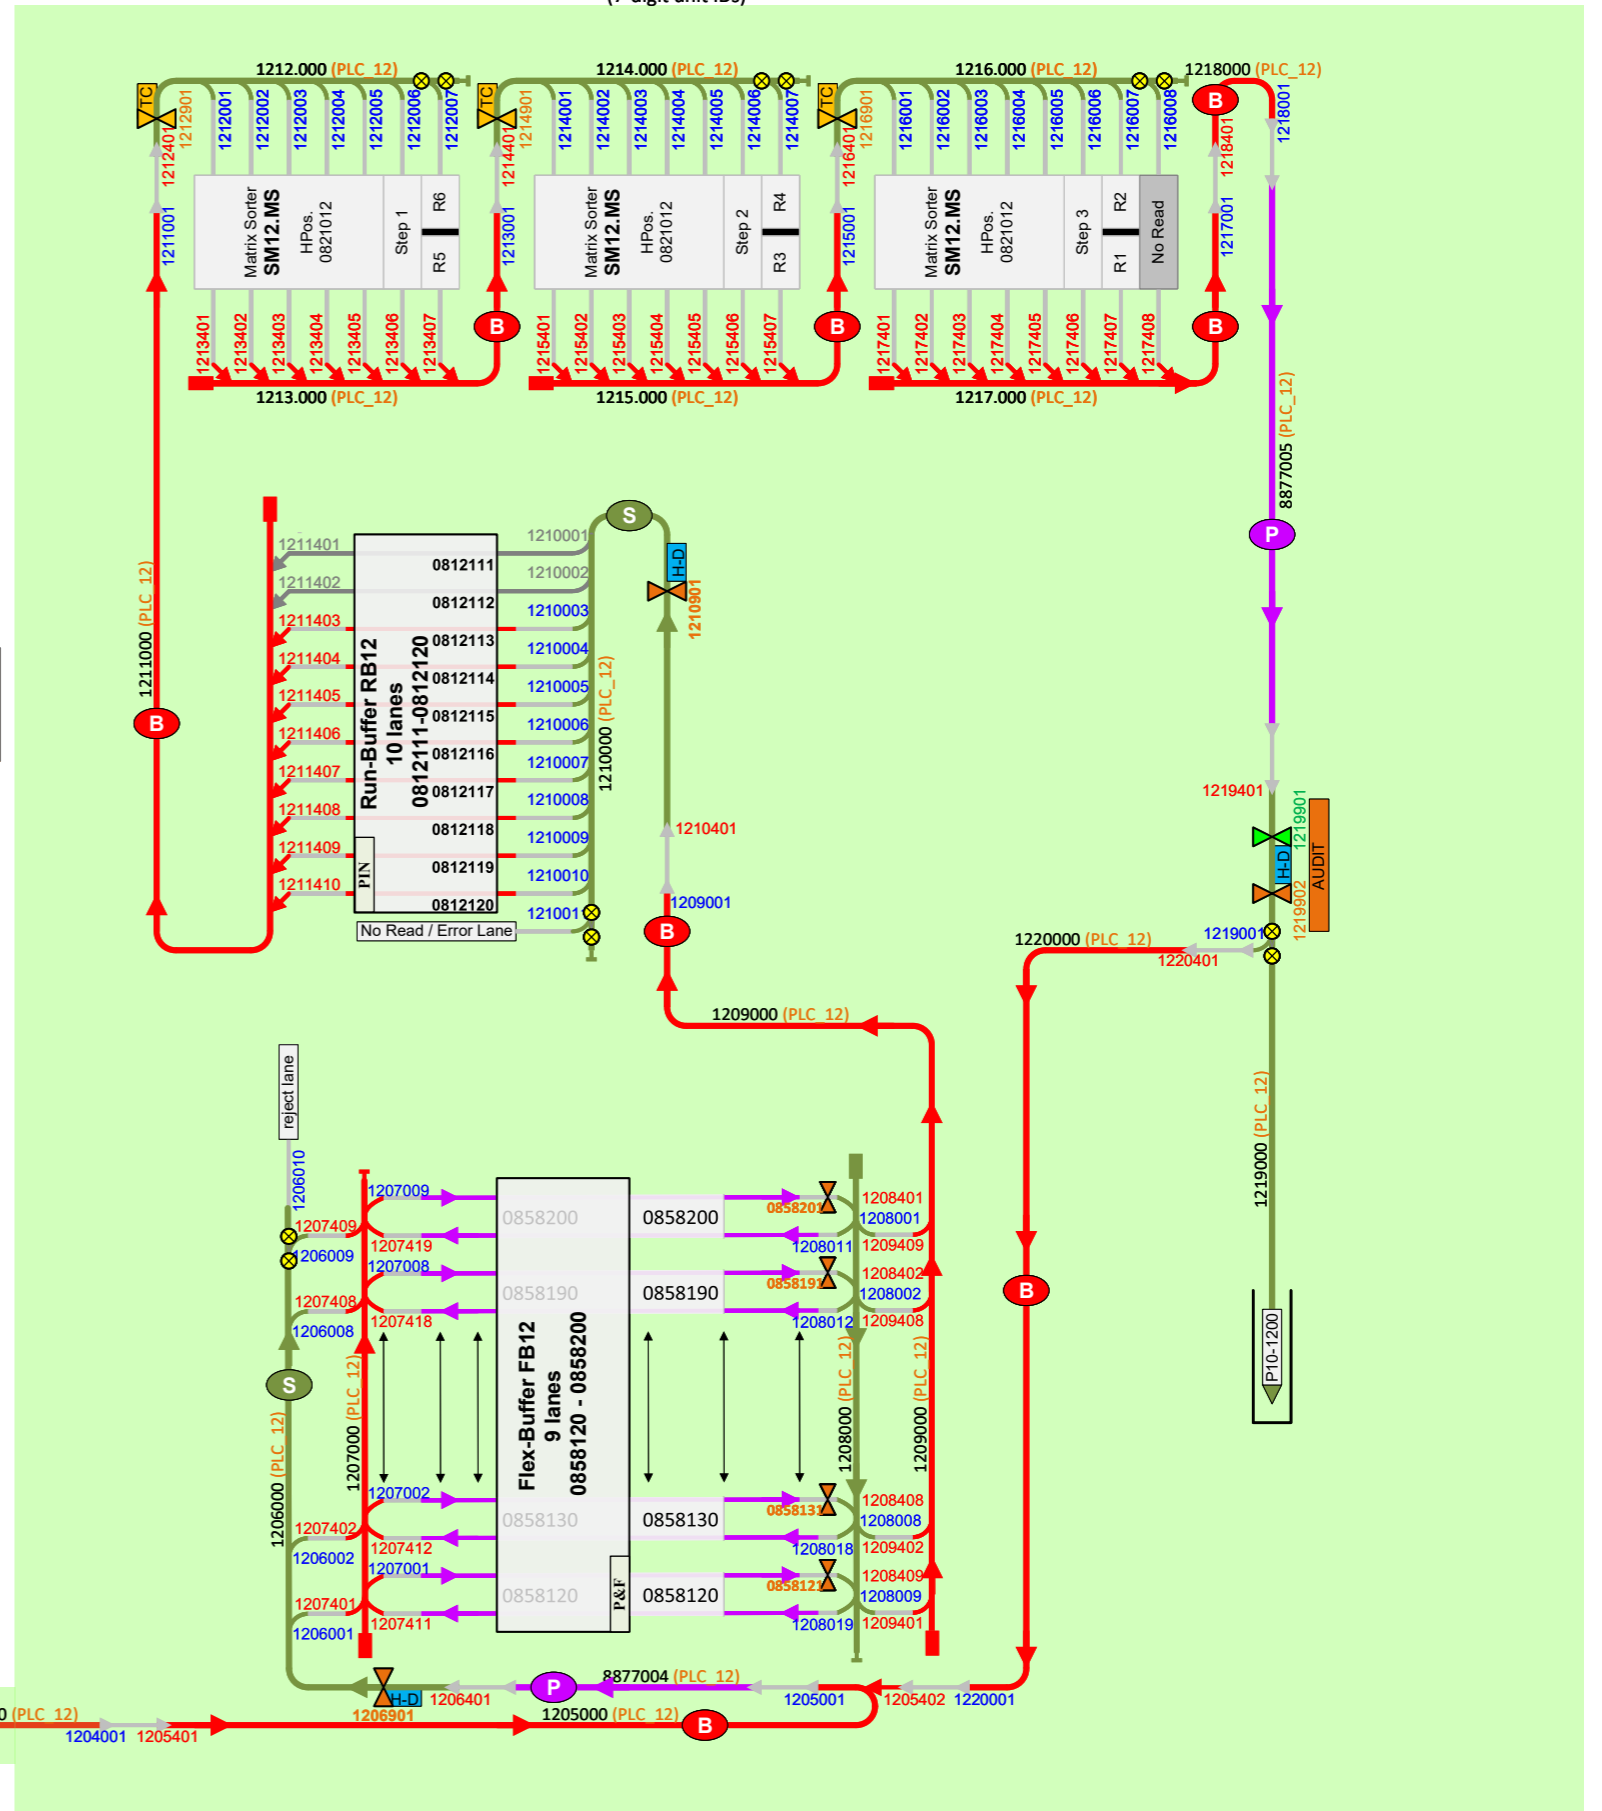 1212.000 (PLC_12)
1214.000 (PLC_12)
1216.000 (PLC_12)
1218000 (PLC_12)
TC
1212901
1212401
1211001
1212001
1212002
1212003
1212004
1212005
1212006
1212007
TC
1214901
1214401
1213001
1214001
1214002
1214003
1214004
1214005
1214006
1214007
TC
1216901
1216401
1215001
1216001
1216002
1216003
1216004
1216005
1216006
1216007
1216008
B
1218401
1217001
1218001
Matrix Sorter
SM12.MS
HPos.
0821012
Step 1
R6
R5
Matrix Sorter
SM12.MS
HPos.
0821012
Step 2
R4
R3
Matrix Sorter
SM12.MS
HPos.
0821012
Step 3
R2
R1
No Read
B
B
B
1213401
1213402
1213403
1213404
1213405
1213406
1213407
1215401
1215402
1215403
1215404
1215405
1215406
1215407
1217401
1217402
1217403
1217404
1217405
1217406
1217407
1217408
1213.000 (PLC_12)
1215.000 (PLC_12)
1217.000 (PLC_12)
8877005 (PLC_12)
P
S
H-D
1210901
1211000 (PLC_12)
B
1211401
1211402
1211403
1211404
1211405
1211406
1211407
1211408
1211409
1211410
Run-Buffer RB12
10 lanes
0812111-0812120
PIN
0812111
0812112
0812113
0812114
0812115
0812116
0812117
0812118
0812119
0812120
1210001
1210002
1210003
1210004
1210005
1210006
1210007
1210008
1210009
1210010
121001
No Read / Error Lane
1210000 (PLC_12)
1210401
1209001
B
1219401
1219901
H-D
1219902
AUDIT
1219001
1220000 (PLC_12)
1220401
1209000 (PLC_12)
1219000 (PLC_12)
P10-1200
B
reject lane
1206010
1207409
1206009
1207408
1206008
S
1206000 (PLC_12)
1207000 (PLC_12)
1207402
1206002
1207401
1206001
1207009
1207419
1207008
1207418
1207002
1207412
1207001
1207411
0858200
0858190
0858130
0858120
Flex-Buffer FB12
9 lanes
0858120 - 0858200
P&F
0858200
0858190
0858130
0858120
0858201
1208011
0858191
1208012
0858131
1208018
0858121
1208019
1208000 (PLC_12)
1209000 (PLC_12)
1208401
1208001
1209409
1208402
1208002
1209408
1208408
1208008
1209402
1208409
1208009
1209401
H-D
1206901
1206401
P
8877004 (PLC_12)
1205001
1205402
1220001
0 (PLC_12)
1204001
1205401
1205000 (PLC_12)
B